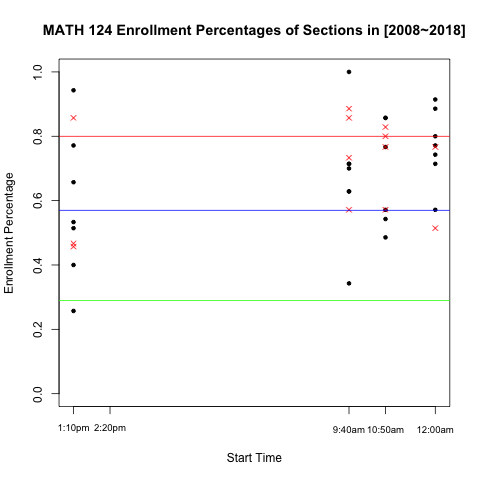 MATH 124 Enrollment Percentages of Sections in [2008~2018]
Enrollment Percentage
1.0
0.8
0.6
0.4
0.2
0.0
1:10pm 2:20pm 9:40am 10:50am 12:00am
Start Time